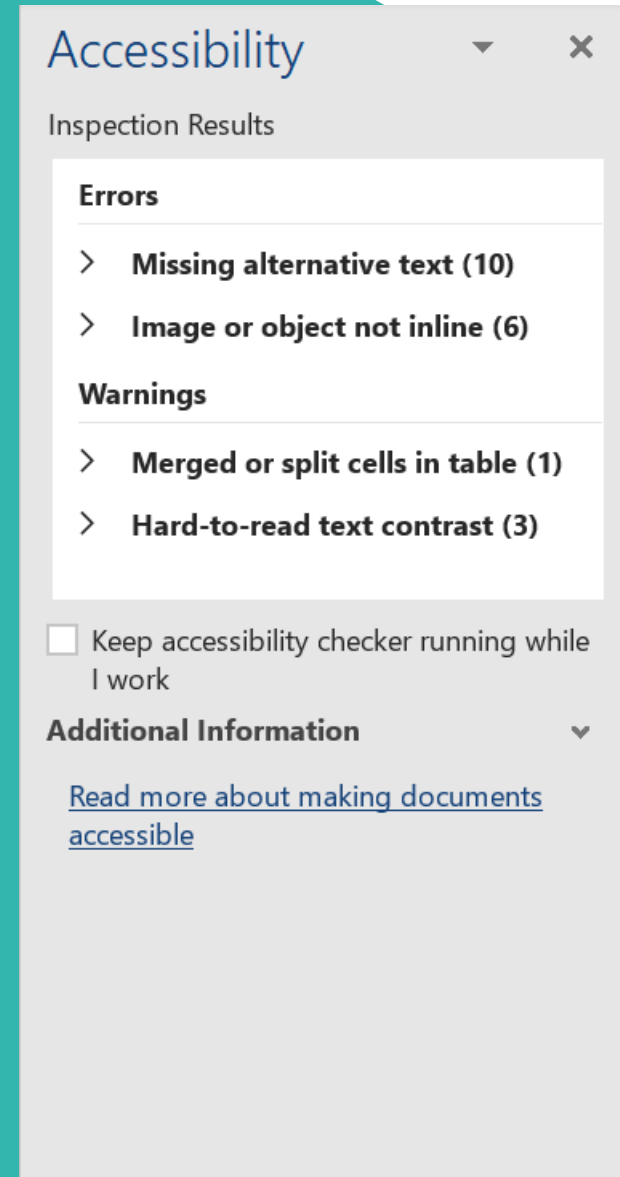 Accessibility
Inspection Results
Errors
Missing alternative text (10)
Image or object not inline (6)
Warnings
Merged or split cells in table (1)
Hard-to-read text contrast (3)
Keep accessibility checker running while
I work
Additional Information
Read more about making documents
accessible